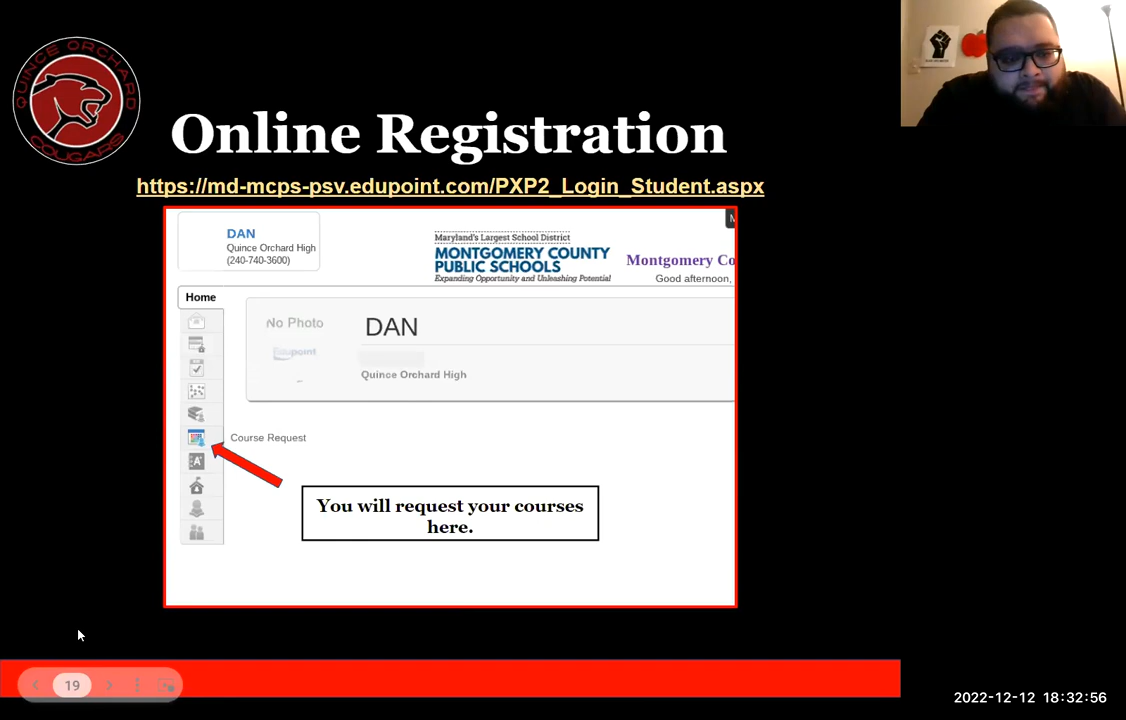 QUINCE ORCHARD
COUGARS
Online Registration
https://md-mcps-psv.edupoint.com/PXP2_Login_Student.aspx
DAN
Quince Orchard High
(240-740-3600)
Maryland's Largest School District
MONTGOMERY COUNTY
PUBLIC SCHOOLS
Expanding Opportunity and Unleashing Potential
M
Montgomery Co
Good afternoon,
Home
No Photo
Edupoint
DAN
Quince Orchard High
Course Request
You will request your courses
here.
19
2022-12-12 18:32:56